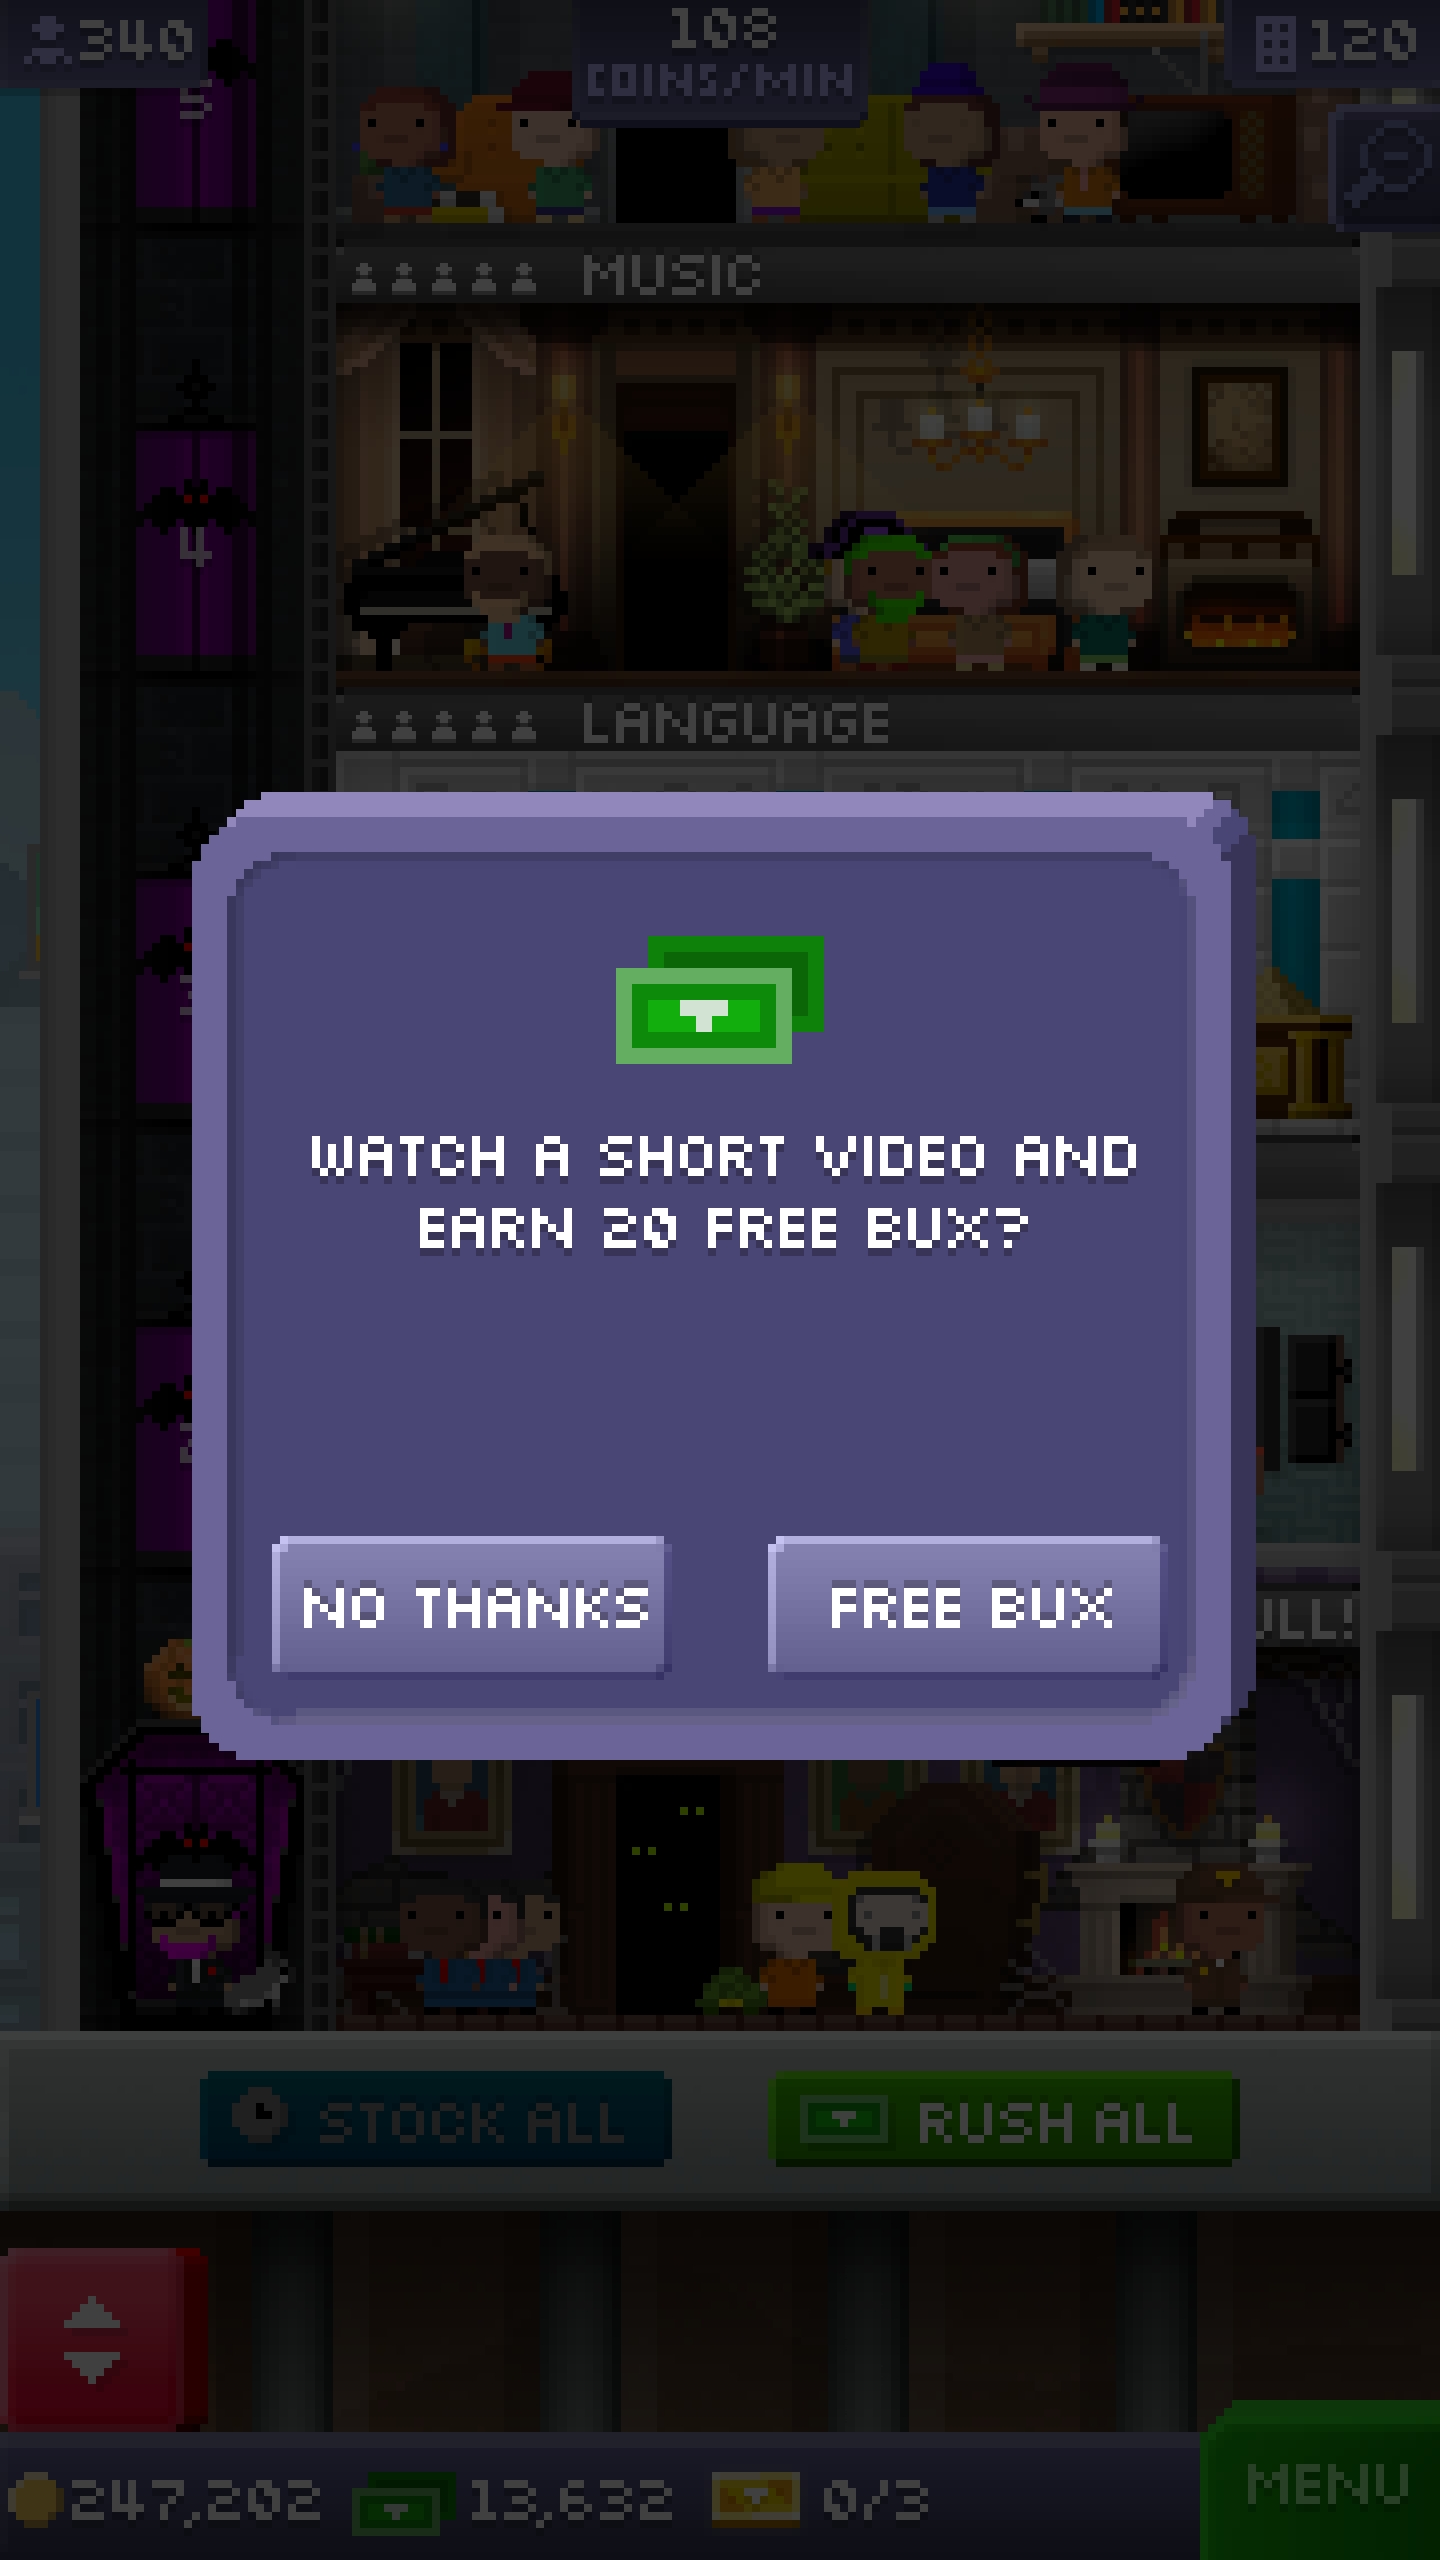 340
108
COINS/MIN
120
5
MUSIC
4
LANGUAGE
WATCH A SHORT VIDEO AND
EARN 20 FREE BUX?
NO THANKS
FREE BUX
STOCK ALL
RUSH ALL
247,202
13,632
0/3
MENU